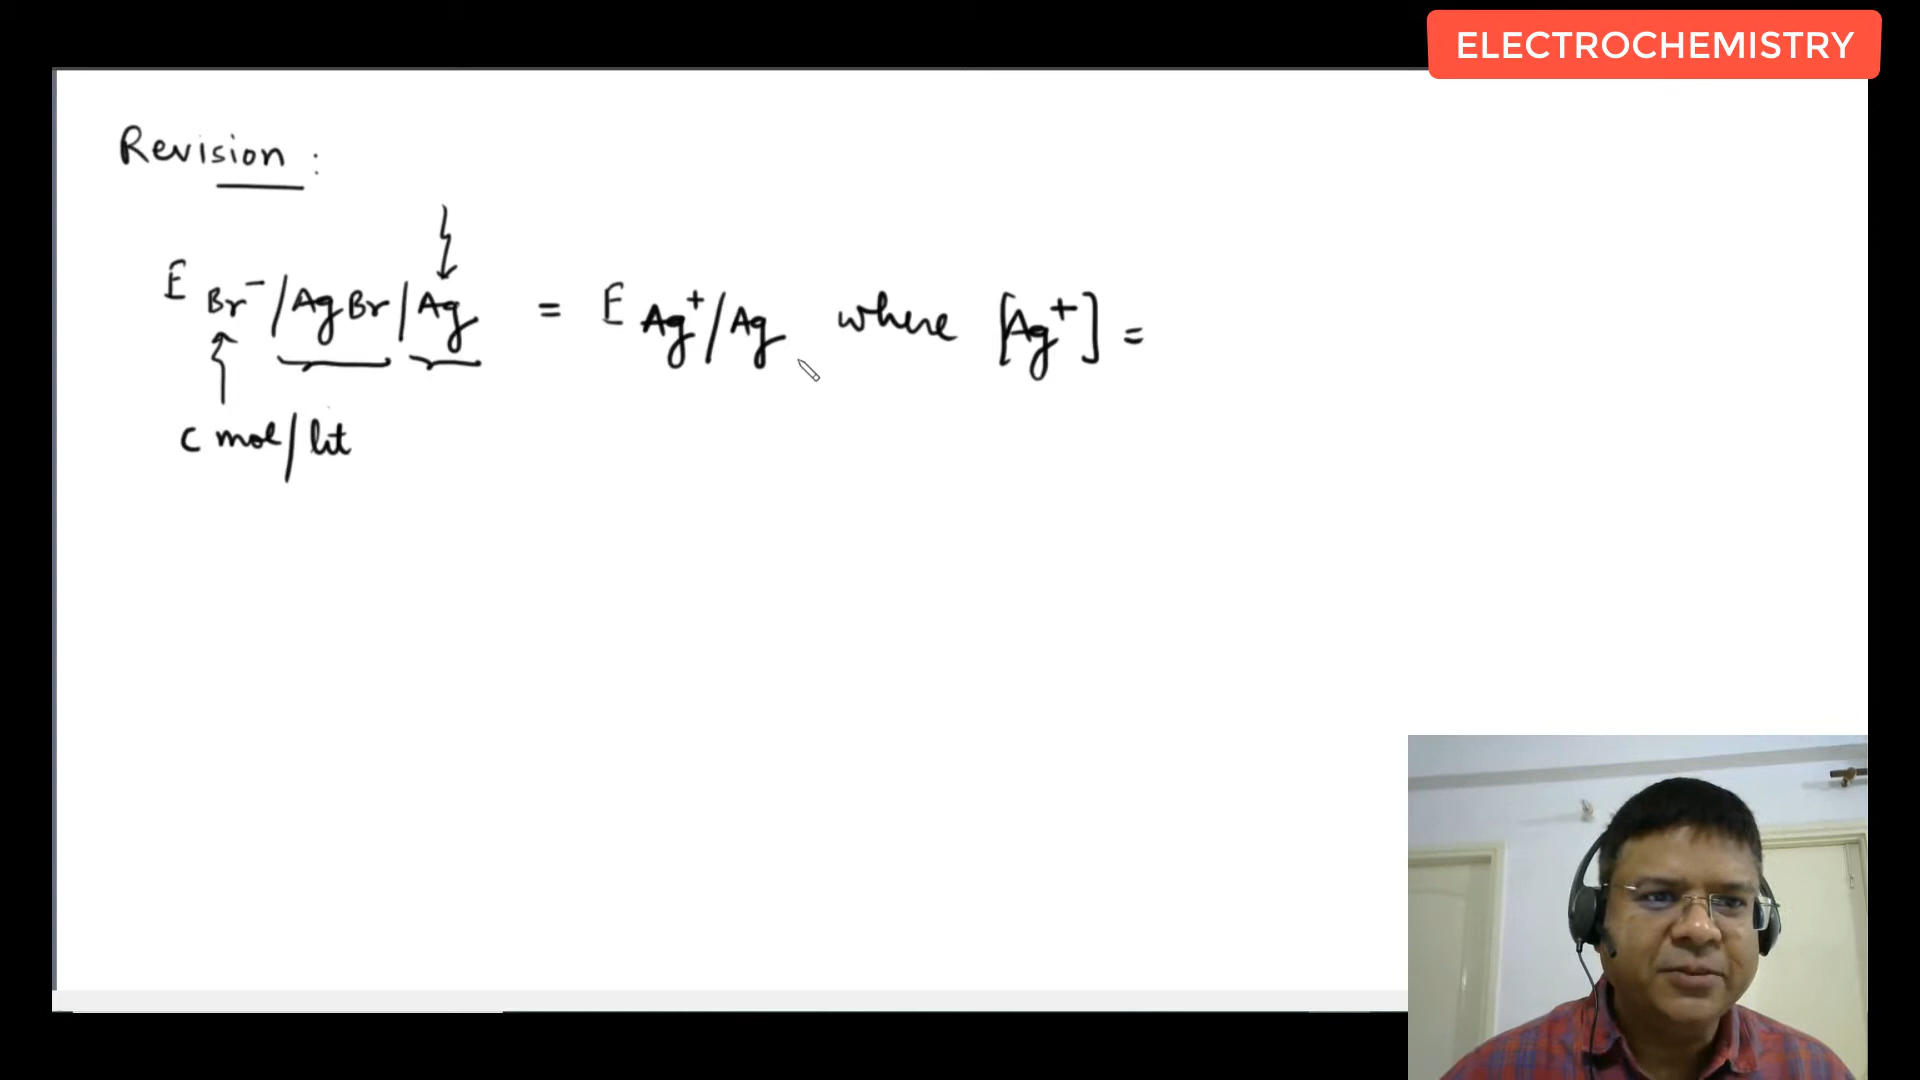 ELECTROCHEMISTRY
Revision :
E Br⁻/AgBr/Ag = E Ag⁺/Ag where [Ag⁺] =
c mol/lit